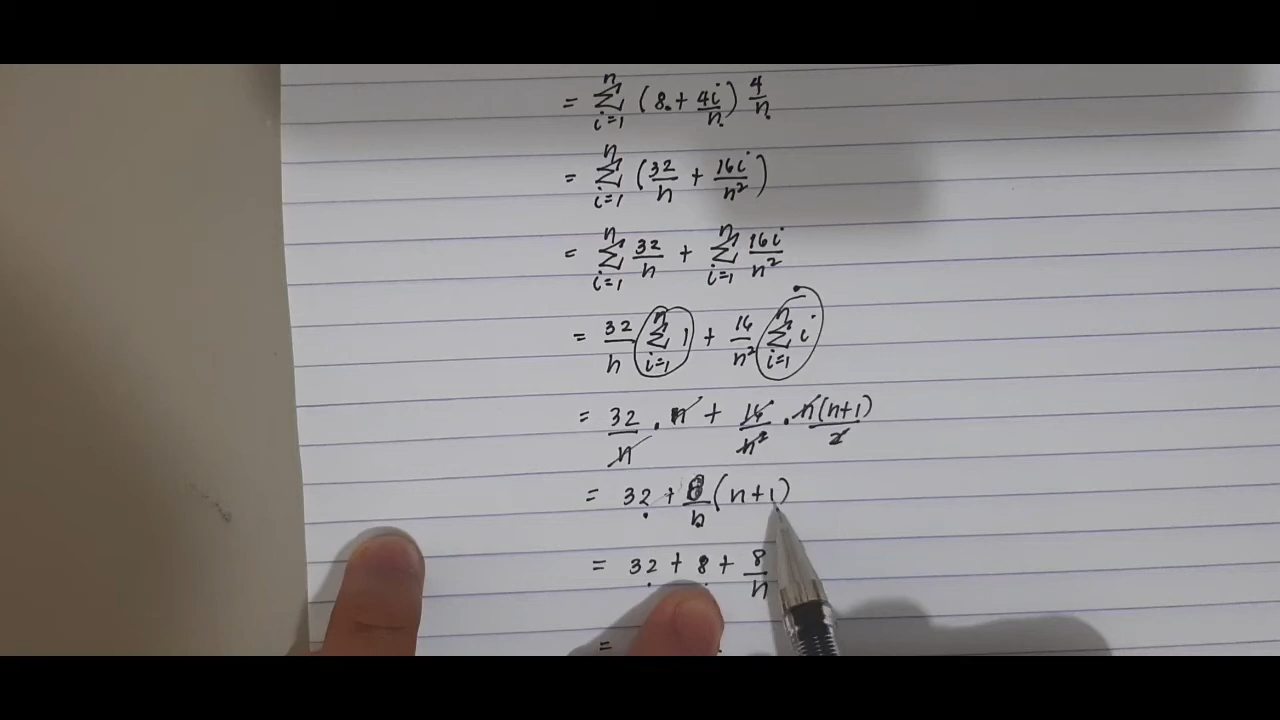 = Σ_{i=1}^{n} (8 + 4i/n) 4/n
= Σ_{i=1}^{n} (32/n + 16i/n²)
= Σ_{i=1}^{n} 32/n + Σ_{i=1}^{n} 16i/n²
= 32/n Σ_{i=1}^{n} 1 + 16/n² Σ_{i=1}^{n} i
= 32/n · n + 16/n² · n(n+1)/2
= 32 + 8/n (n+1)
= 32 + 8 + 8/n
=